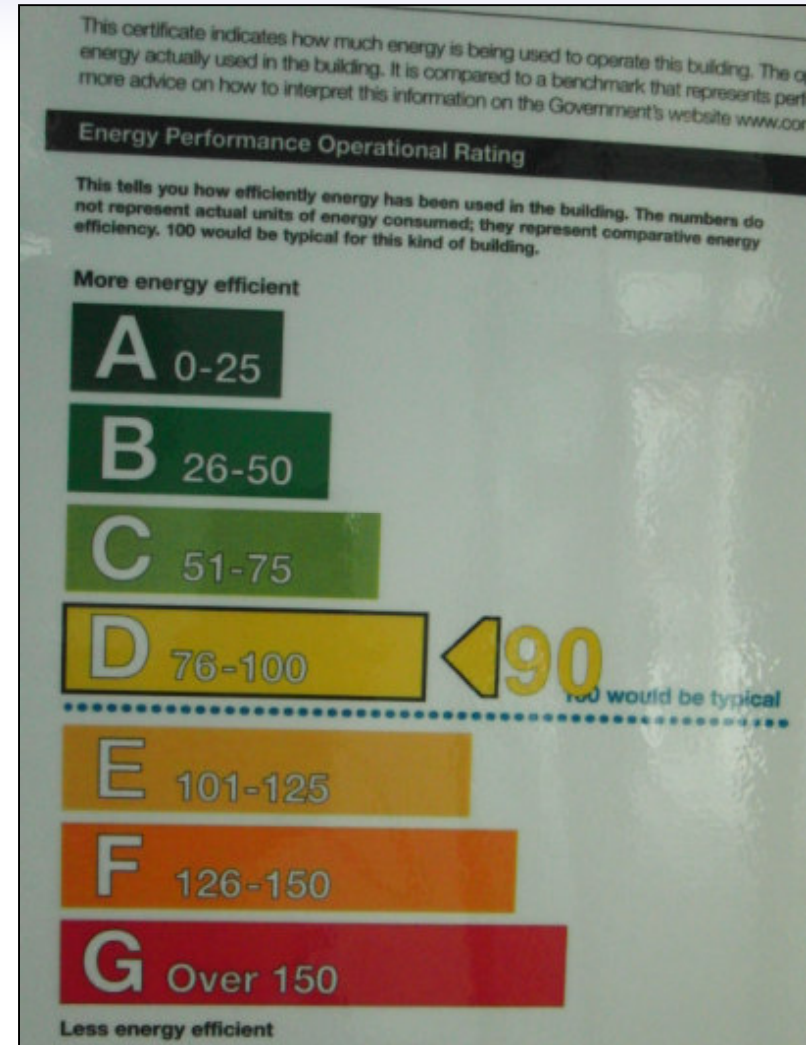 This certificate indicates how much energy is being used to operate this building. The
energy actually used in the building. It is compared to a benchmark that represents
more advice on how to interpret this information on the Government's website
Energy Performance Operational Rating
This tells you how efficiently energy has been used in the building. The numbers do
not represent actual units of energy consumed; they represent comparative energy
efficiency. 100 would be typical for this kind of building.
More energy efficient
A 0-25
B 26-50
C 51-75
D 76-100
90
100 would be typical
E 101-125
F 126-150
G Over 150
Less energy efficient